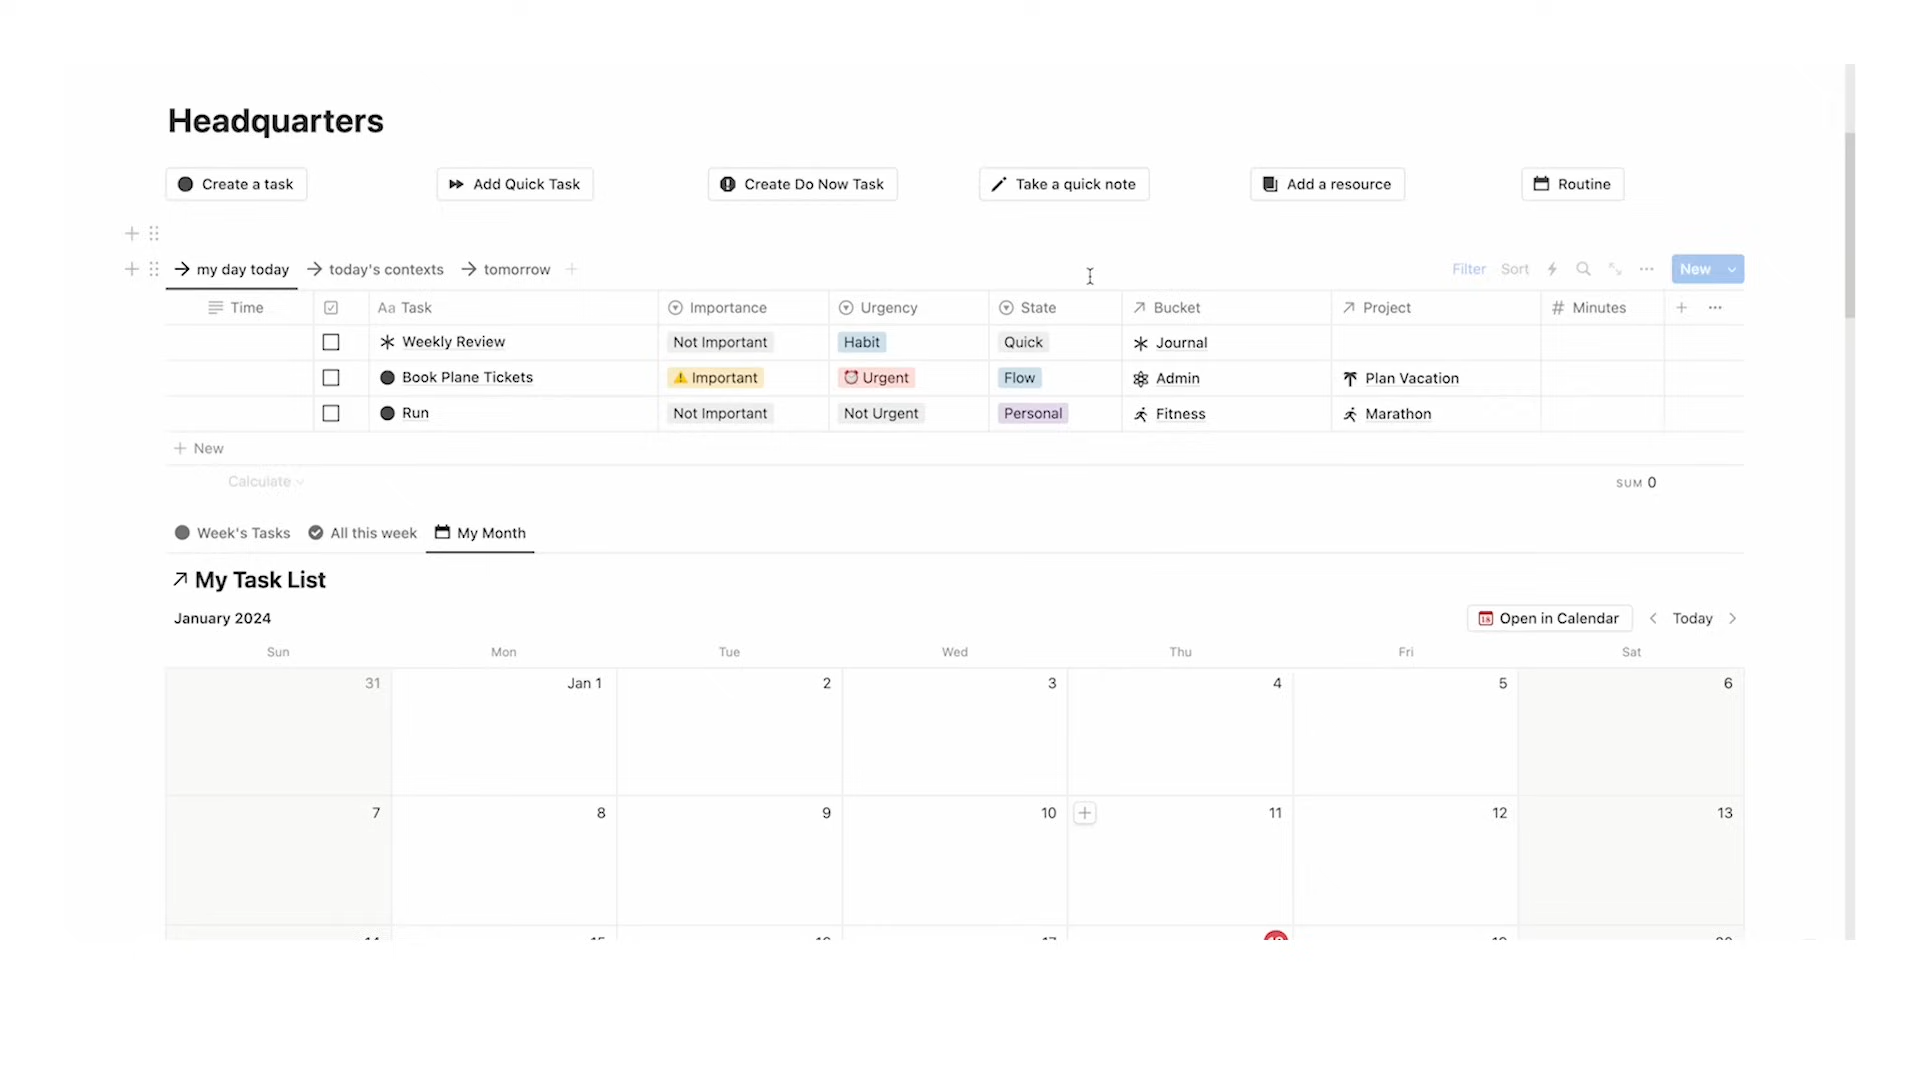 Headquarters
Create a task
Add Quick Task
Create Do Now Task
Take a quick note
Add a resource
Routine
my day today
today's contexts
tomorrow
Filter
Sort
New
Time
Aa Task
Importance
Urgency
State
Bucket
Project
# Minutes
Weekly Review
Not Important
Habit
Quick
Journal
Book Plane Tickets
Important
Urgent
Flow
Admin
Plan Vacation
Run
Not Important
Not Urgent
Personal
Fitness
Marathon
New
Calculate
SUM 0
Week's Tasks
All this week
My Month
My Task List
January 2024
Open in Calendar
Today
Sun Mon Tue Wed Thu Fri Sat
31 Jan 1 2 3 4 5 6
7 8 9 10 11 12 13